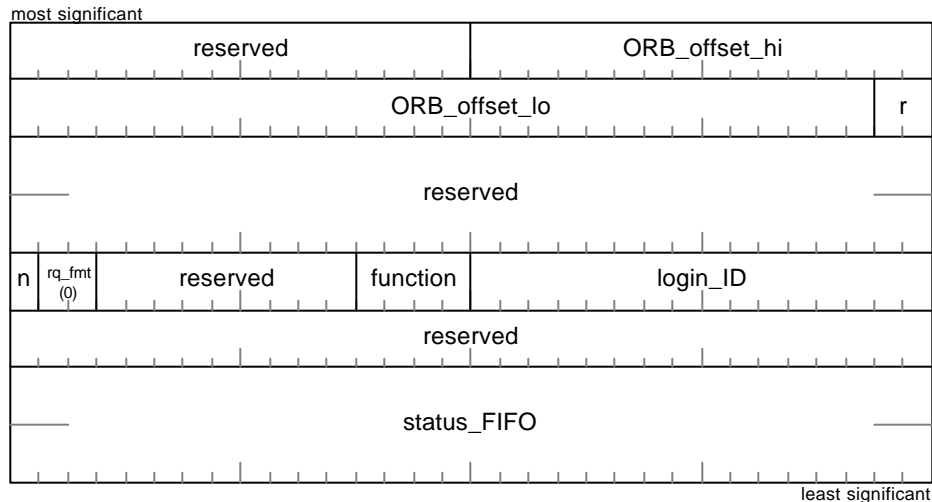 most significant
reserved ORB_offset_hi
ORB_offset_lo r
reserved
n rq_fmt (0) reserved function login_ID
reserved
status_FIFO
least significant